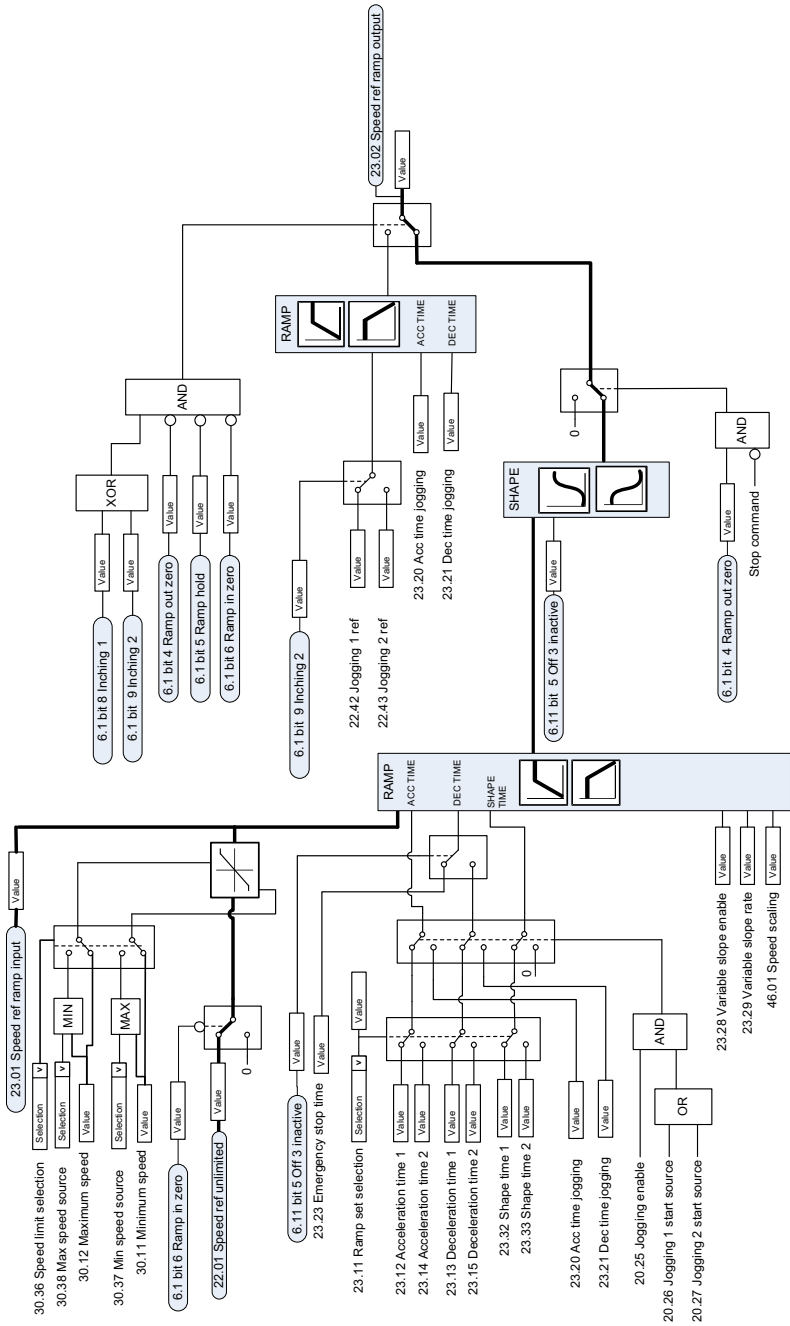 23.01 Speed ref ramp input
Value
30.36 Speed limit selection
Selection
v
30.38 Max speed source
Selection
v
30.12 Maximum speed
Value
MIN
30.37 Min speed source
Selection
v
30.11 Minimum speed
Value
MAX
6.1 bit 6 Ramp in zero
Value
22.01 Speed ref unlimited
Value
0
6.11 bit 5 Off 3 inactive
Value
23.23 Emergency stop time
Value
23.11 Ramp set selection
Selection
v
Value
23.12 Acceleration time 1
Value
23.14 Acceleration time 2
Value
23.13 Deceleration time 1
Value
23.15 Deceleration time 2
Value
23.32 Shape time 1
Value
23.33 Shape time 2
Value
0
23.20 Acc time jogging
Value
23.21 Dec time jogging
Value
20.25 Jogging enable
AND
20.26 Jogging 1 start source
20.27 Jogging 2 start source
OR
23.28 Variable slope enable
Value
23.29 Variable slope rate
Value
46.01 Speed scaling
Value
RAMP
ACC TIME
DEC TIME
SHAPE
TIME
6.1 bit 8 Inching 1
Value
6.1 bit 9 Inching 2
Value
XOR
6.1 bit 4 Ramp out zero
Value
6.1 bit 5 Ramp hold
Value
6.1 bit 6 Ramp in zero
Value
AND
6.1 bit 9 Inching 2
Value
22.42 Jogging 1 ref
Value
22.43 Jogging 2 ref
Value
23.20 Acc time jogging
Value
23.21 Dec time jogging
Value
RAMP
ACC TIME
DEC TIME
6.11 bit 5 Off 3 inactive
Value
SHAPE
0
6.1 bit 4 Ramp out zero
Value
Stop command
AND
23.02 Speed ref ramp output
Value